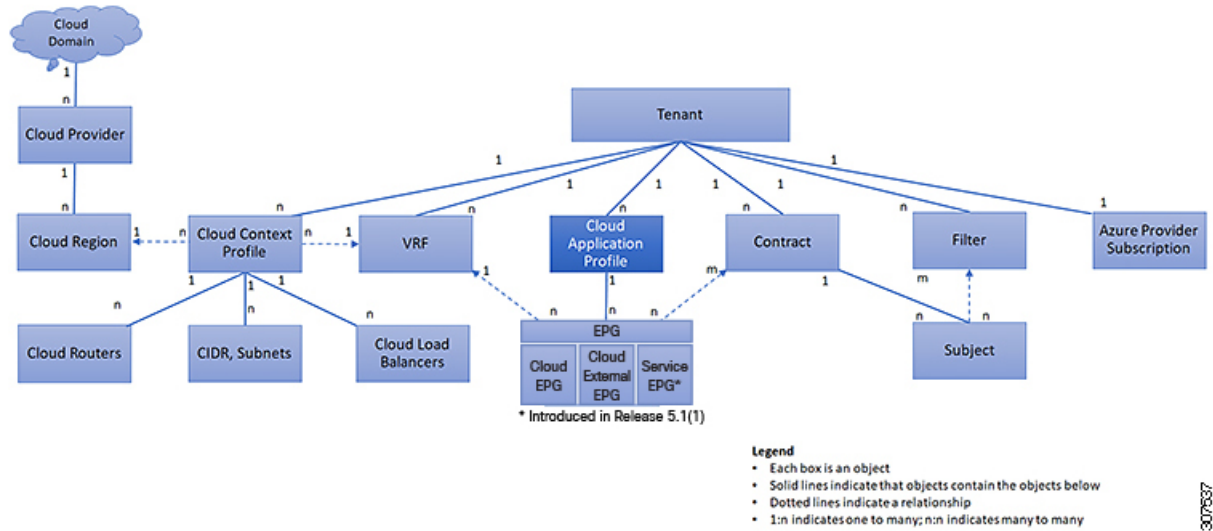 Cloud
Domain
1
n
Cloud Provider
1
n
Cloud Region
Tenant
1
1
1
1
1
1
n
n
n
n
n
1
1
n
Cloud Context
Profile
n
1
VRF
Cloud
Application
Profile
Contract
Filter
Azure Provider
Subscription
1
1
1
n
n
n
Cloud Routers
CIDR, Subnets
Cloud Load
Balancers
1
n
1
n
m
n
EPG
Cloud
EPG
Cloud
External
EPG
Service
EPG*
* Introduced in Release 5.1(1)
1
n
m
n
Subject
Legend
• Each box is an object
• Solid lines indicate that objects contain the objects below
• Dotted lines indicate a relationship
• 1:n indicates one to many; n:n indicates many to many
307637